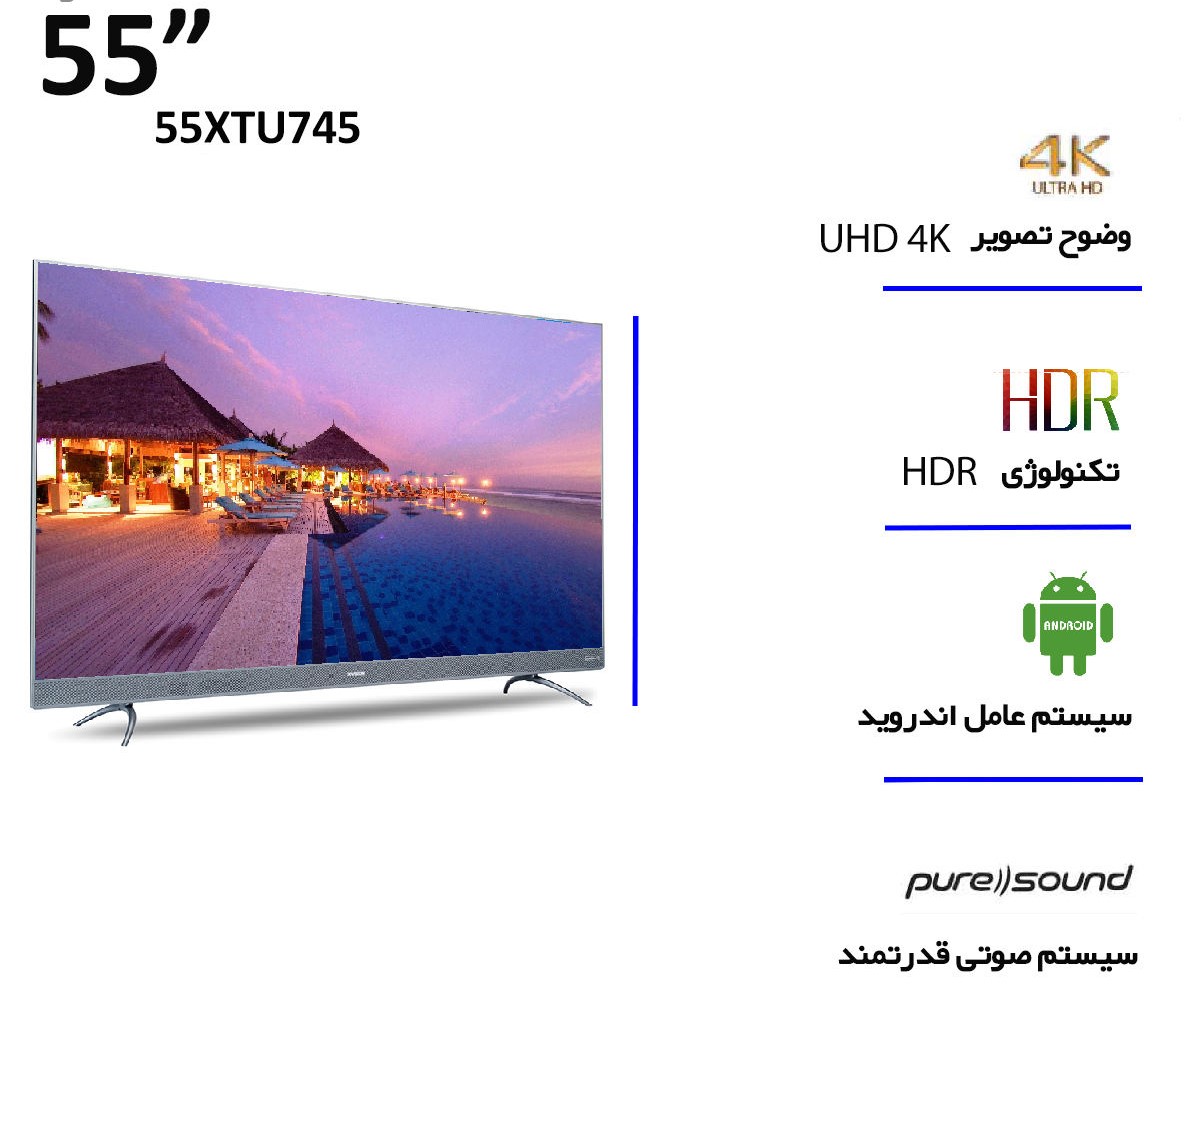 55”
55XTU745
4K
ULTRA HD
وضوح تصویر UHD 4K
HDR
تکنولوژی HDR
ANDROID
سیستم عامل اندروید
pure))sound
سیستم صوتی قدرتمند